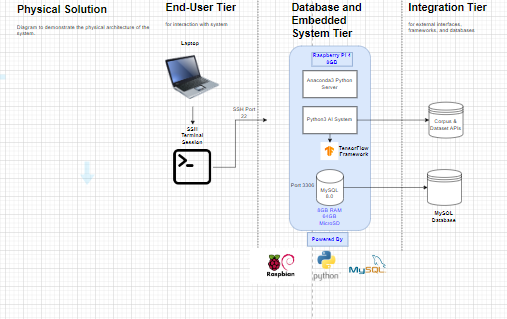 Physical Solution
Diagram to demonstrate the physical architecture of the
system.
End-User Tier
for interaction with system
Laptop
SSH
Terminal
Session
SSH Port
22
Database and
Embedded
System Tier
Raspberry PI 4
8GB
Anaconda3 Python
Server
Python3 AI System
TensorFlow
Framework
Port 3306
MySQL
8.0
8GB RAM
64GB
MicroSD
Powered By
Raspbian
python
MySQL
Integration Tier
for external interfaces,
frameworks, and databases
Corpus &
Dataset APIs
MySQL
Database